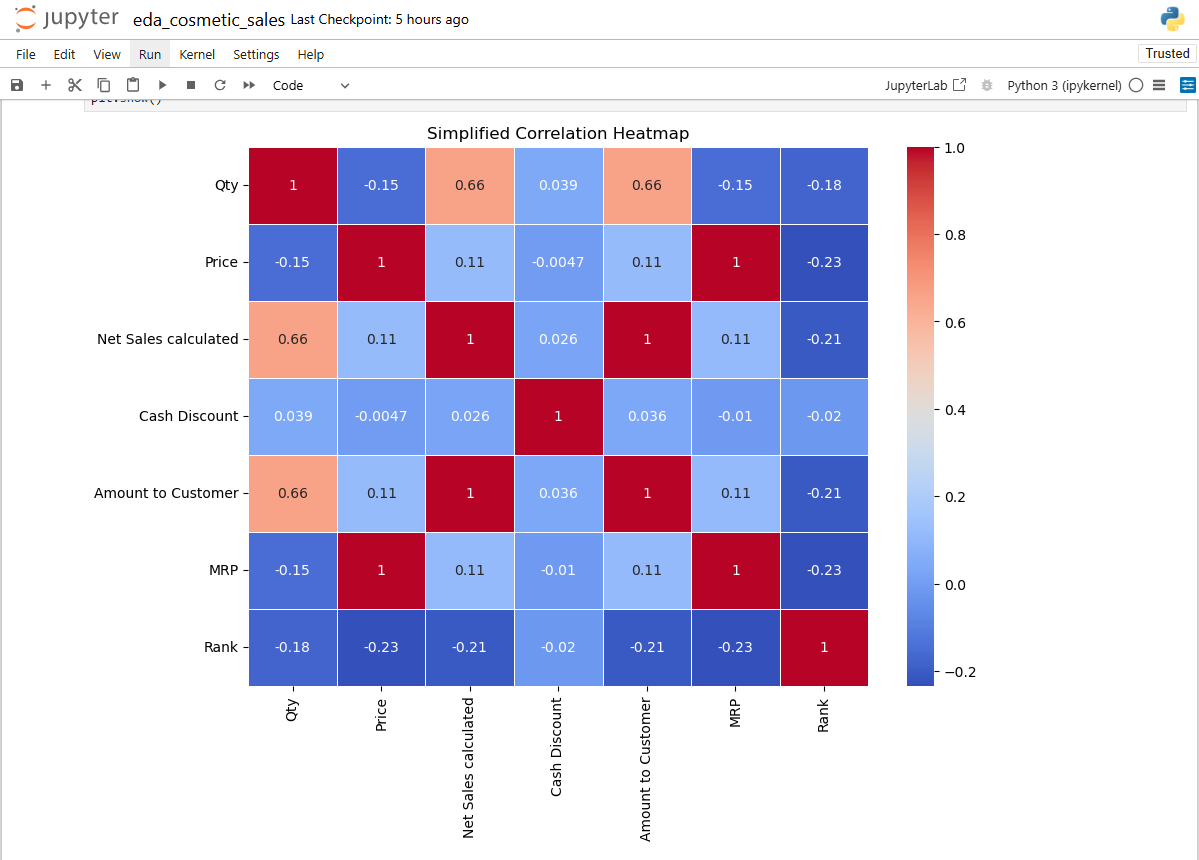 jupyter eda_cosmetic_sales Last Checkpoint: 5 hours ago
File Edit View Run Kernel Settings Help Trusted
Code JupyterLab Python 3 (ipykernel)
plt.show()
Simplified Correlation Heatmap
Qty 1 -0.15 0.66 0.039 0.66 -0.15 -0.18
Price -0.15 1 0.11 -0.0047 0.11 1 -0.23
Net Sales calculated 0.66 0.11 1 0.026 1 0.11 -0.21
Cash Discount 0.039 -0.0047 0.026 1 0.036 -0.01 -0.02
Amount to Customer 0.66 0.11 1 0.036 1 0.11 -0.21
MRP -0.15 1 0.11 -0.01 0.11 1 -0.23
Rank -0.18 -0.23 -0.21 -0.02 -0.21 -0.23 1
Qty
Price
Net Sales calculated
Cash Discount
Amount to Customer
MRP
Rank
1.0
0.8
0.6
0.4
0.2
0.0
−0.2